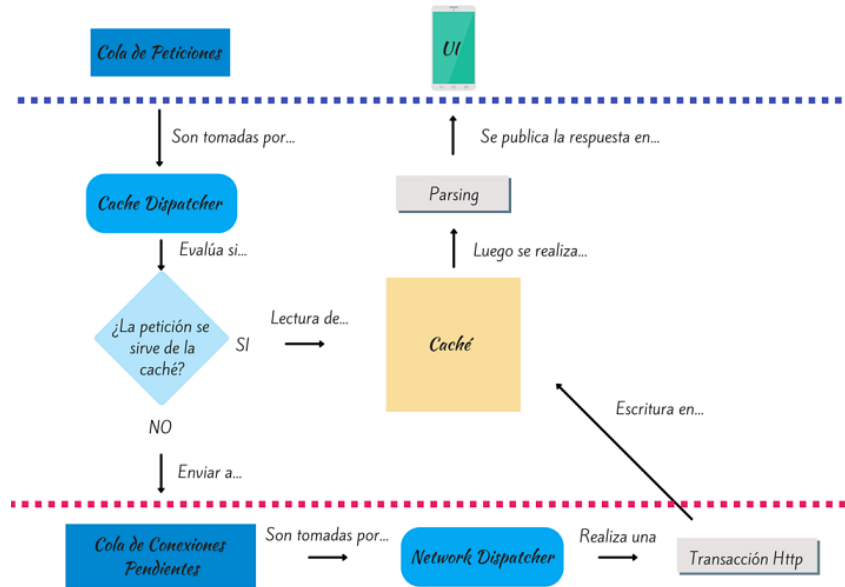 Cola de Peticiones
UI
Son tomadas por...
Se publica la respuesta en...
Cache Dispatcher
Parsing
Evalúa si...
Luego se realiza...
¿La petición se
sirve de la
caché?
SI
Lectura de...
Caché
Escritura en...
NO
Enviar a...
Cola de Conexiones
Pendientes
Son tomadas por...
Network Dispatcher
Realiza una
Transacción Http